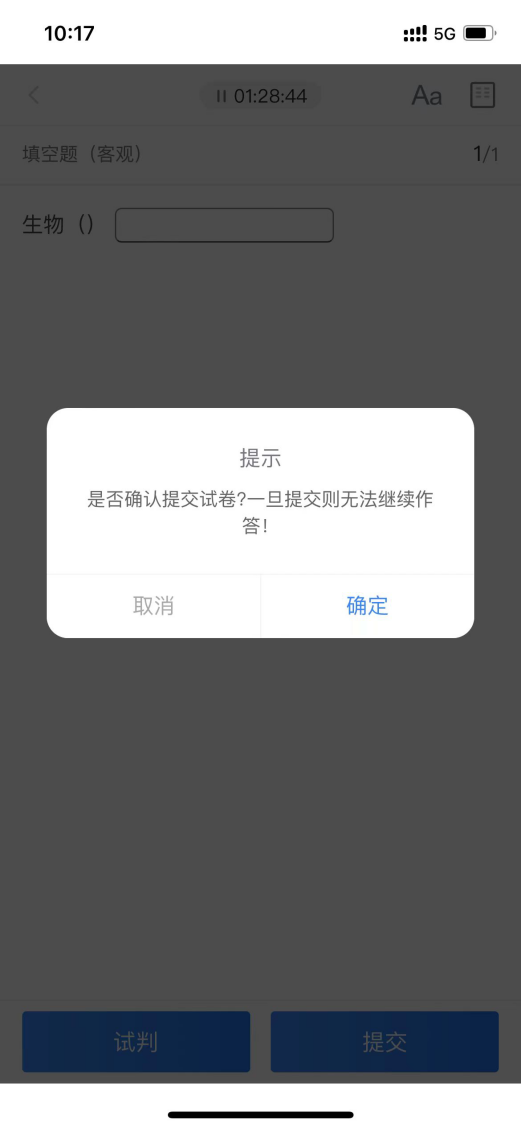 10:17
5G
01:28:44
Aa
填空题（客观）
1/1
生物（）
提示
是否确认提交试卷?一旦提交则无法继续作
答!
取消
确定
试判
提交